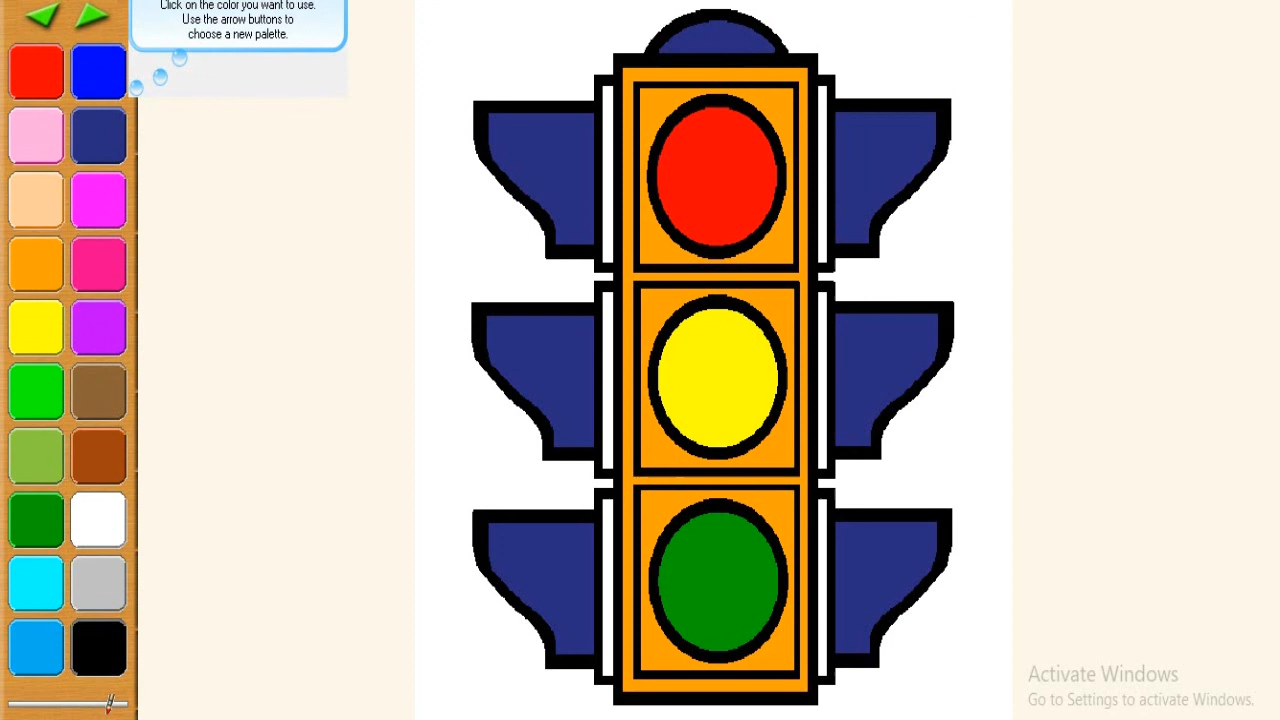 Click on the color you want to use.
Use the arrow buttons to
choose a new palette.
Activate Windows
Go to Settings to activate Windows.